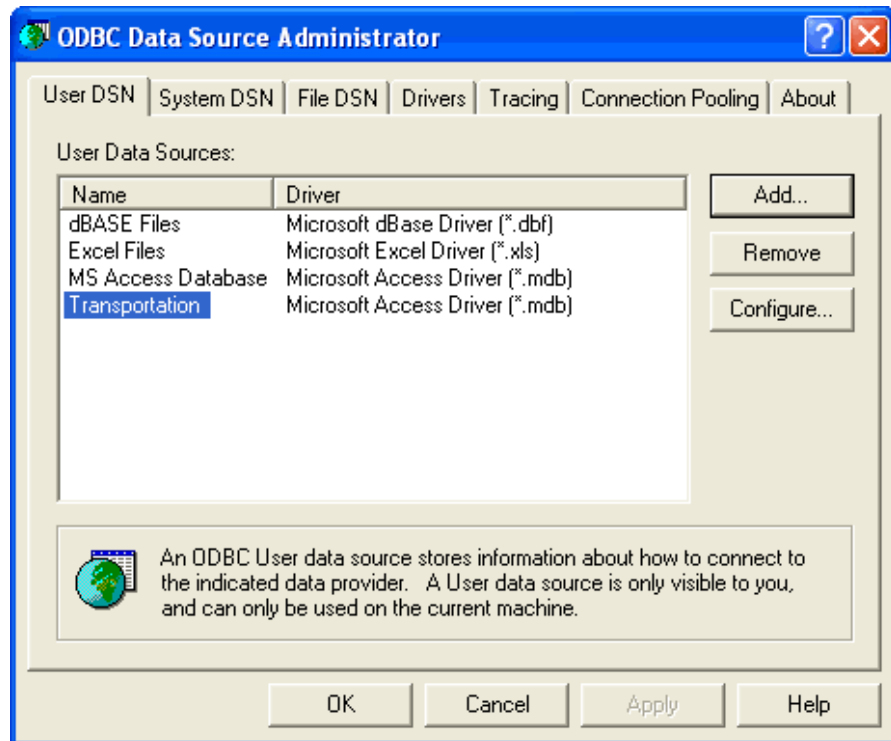 ODBC Data Source Administrator
User DSN System DSN File DSN Drivers Tracing Connection Pooling About
User Data Sources:
Name Driver
dBASE Files Microsoft dBase Driver (*.dbf)
Excel Files Microsoft Excel Driver (*.xls)
MS Access Database Microsoft Access Driver (*.mdb)
Transportation Microsoft Access Driver (*.mdb)
Add...
Remove
Configure...
An ODBC User data source stores information about how to connect to
the indicated data provider. A User data source is only visible to you,
and can only be used on the current machine.
OK Cancel Apply Help